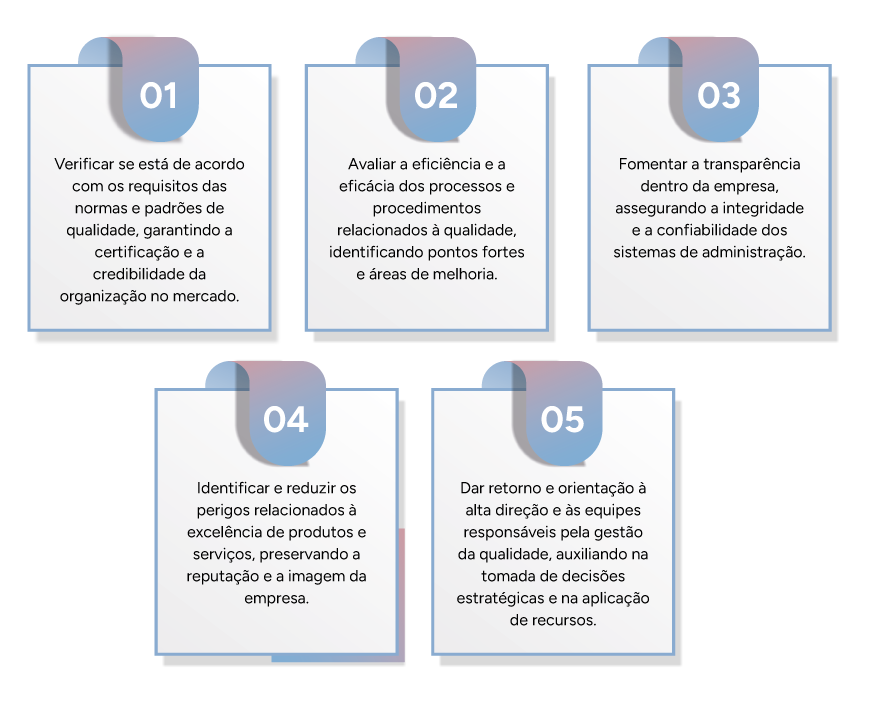 01
Verificar se está de acordo
com os requisitos das
normas e padrões de
qualidade, garantindo a
certificação e a
credibilidade da
organização no mercado.
02
Avaliar a eficiência e a
eficácia dos processos e
procedimentos
relacionados à qualidade,
identificando pontos fortes
e áreas de melhoria.
03
Fomentar a transparência
dentro da empresa,
assegurando a integridade
e a confiabilidade dos
sistemas de administração.
04
Identificar e reduzir os
perigos relacionados à
excelência de produtos e
serviços, preservando a
reputação e a imagem da
empresa.
05
Dar retorno e orientação à
alta direção e às equipes
responsáveis pela gestão
da qualidade, auxiliando na
tomada de decisões
estratégicas e na aplicação
de recursos.